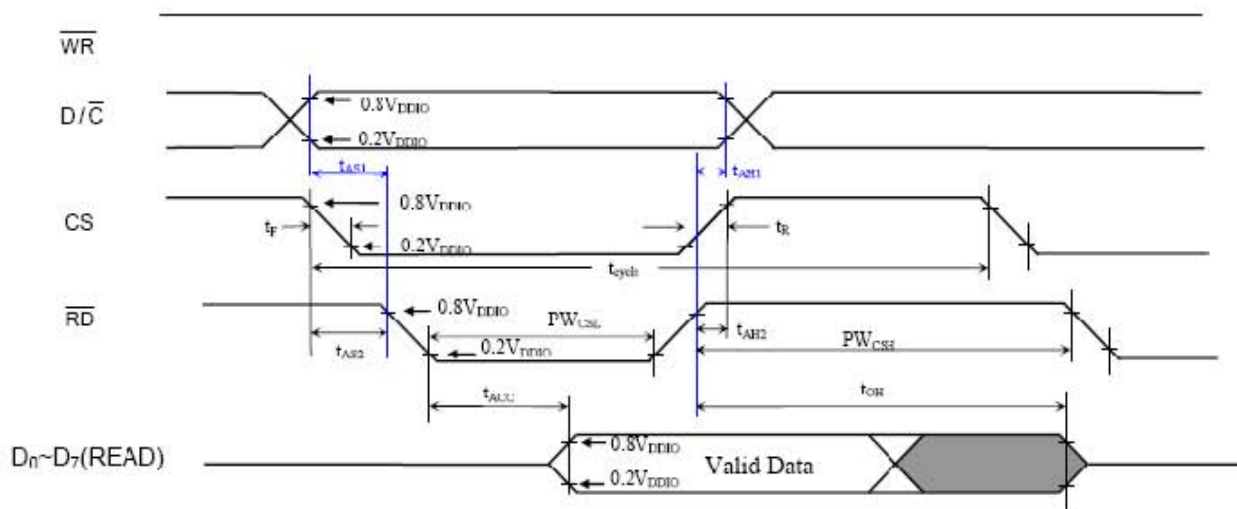 WR
D/C
0.8VDDIO
0.2VDDIO
tAS1
tAH1
CS
0.8VDDIO
tF
0.2VDDIO
tR
tcycle
RD
0.8VDDIO
PWCSL
tAH2
tAS2
0.2VDDIO
PWCSH
tACC
tOH
D0~D7(READ)
0.8VDDIO
Valid Data
0.2VDDIO